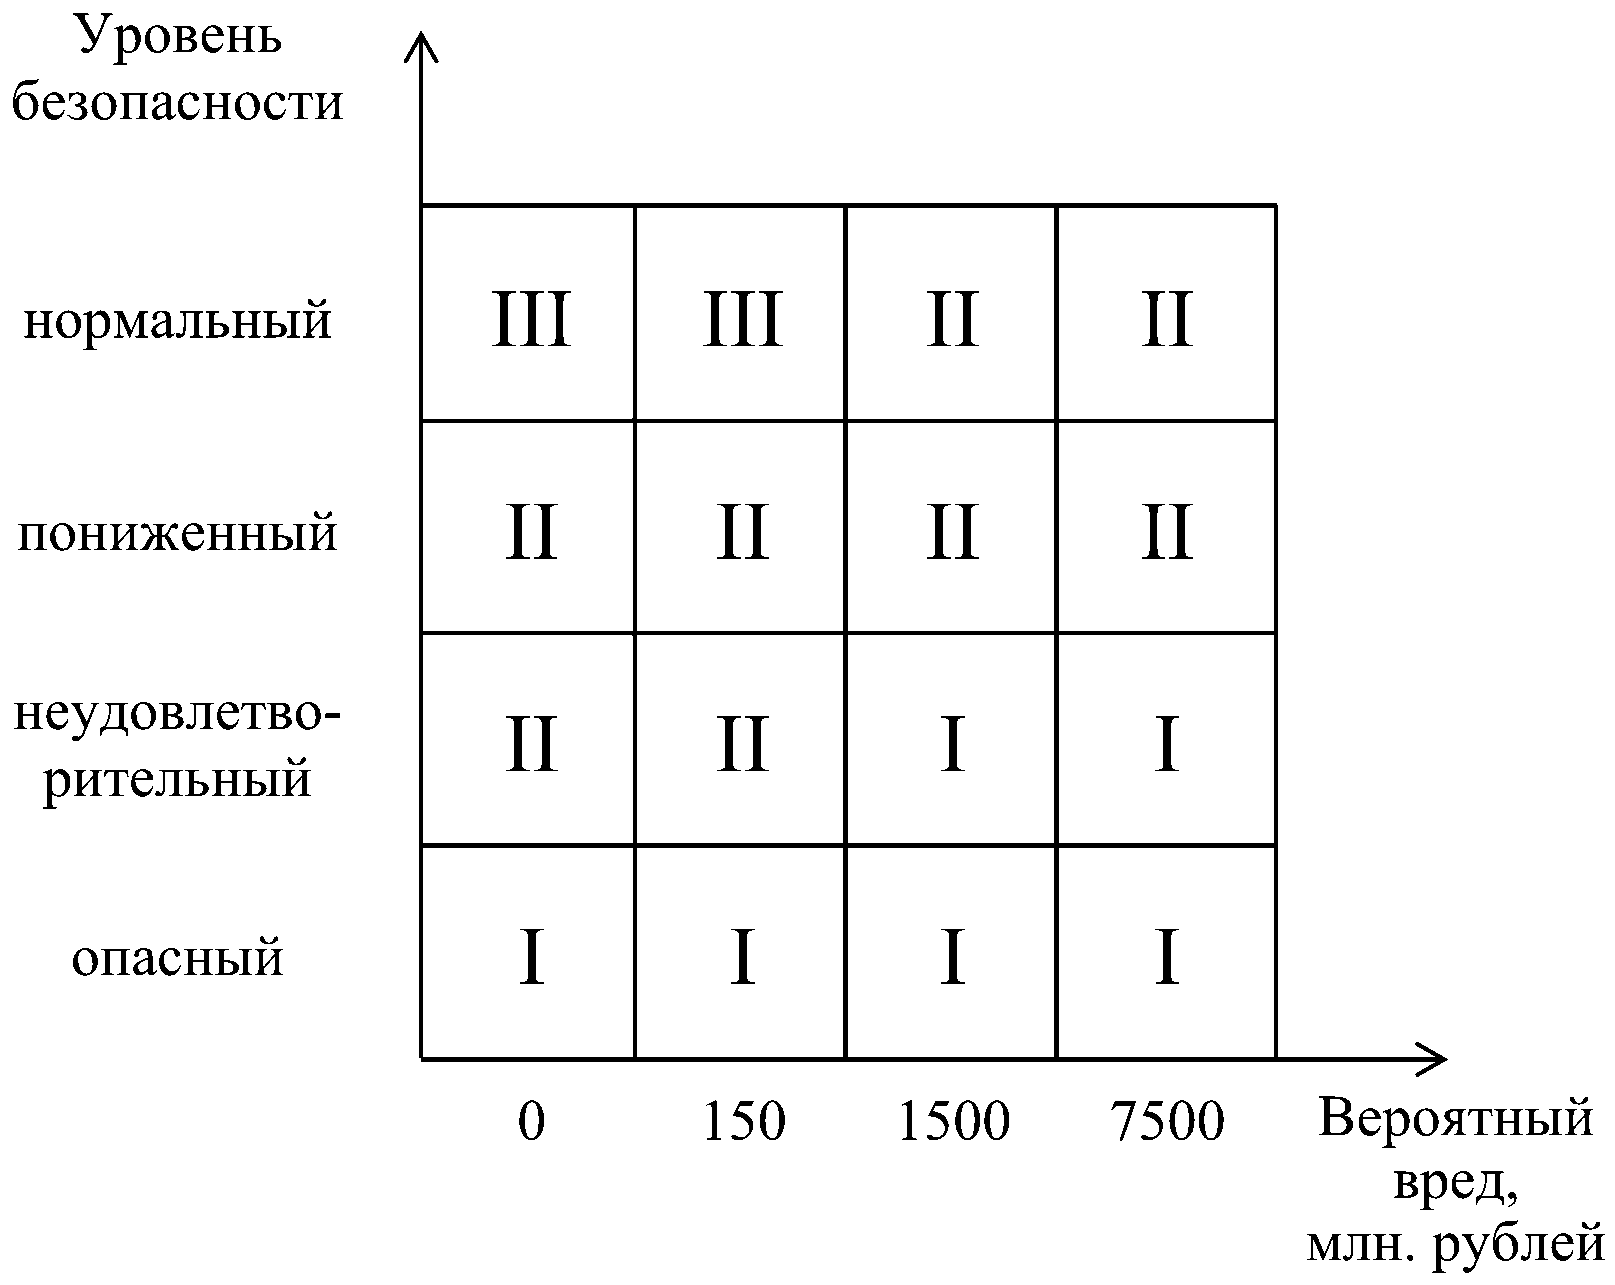 Уровень
безопасности
нормальный
III III II II
пониженный
II II II II
неудовлетво-
рительный
II II I I
опасный
I I I I
0 150 1500 7500
Вероятный
вред,
млн. рублей